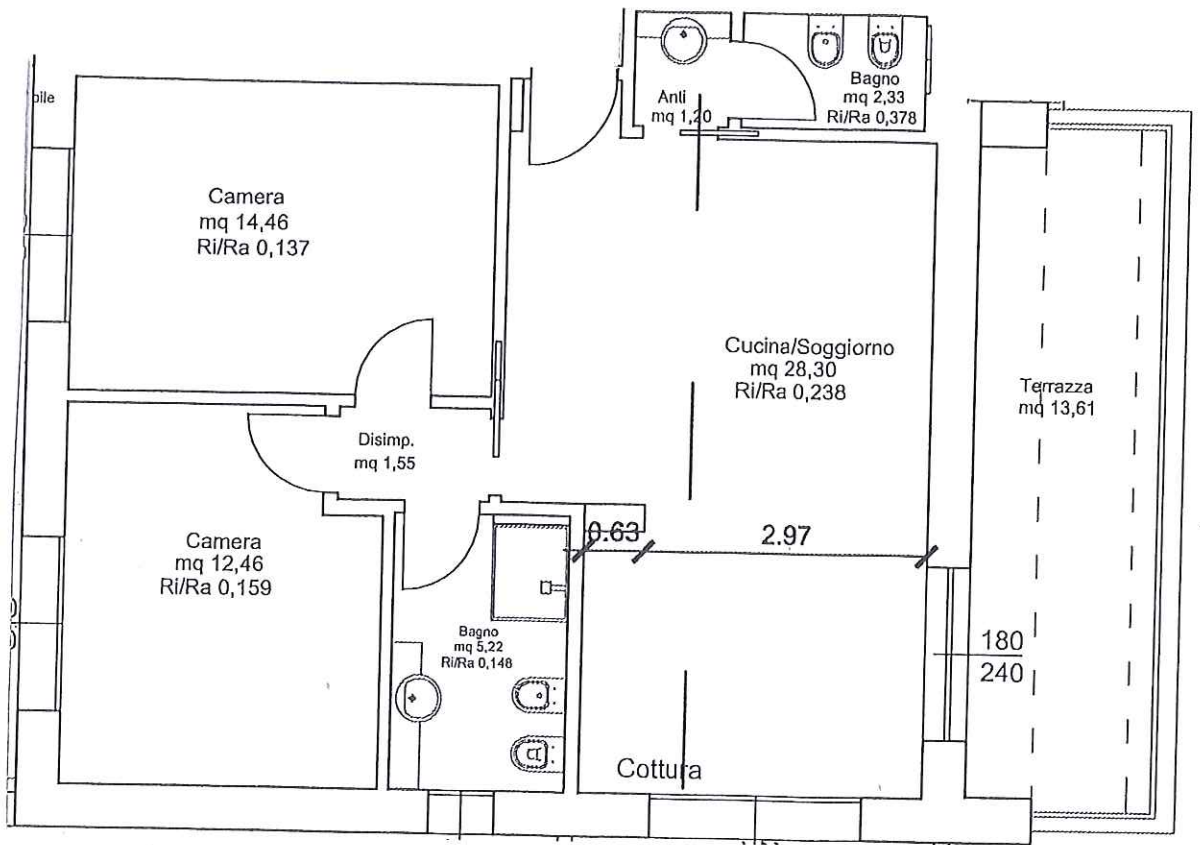 bile
Anti
mq 1,20
Bagno
mq 2,33
Ri/Ra 0,378
Camera
mq 14,46
Ri/Ra 0,137
Cucina/Soggiorno
mq 28,30
Ri/Ra 0,238
Terrazza
mq 13,61
Disimp.
mq 1,55
0.63
2.97
Camera
mq 12,46
Ri/Ra 0,159
Bagno
mq 5,22
Ri/Ra 0,148
180
240
Cottura